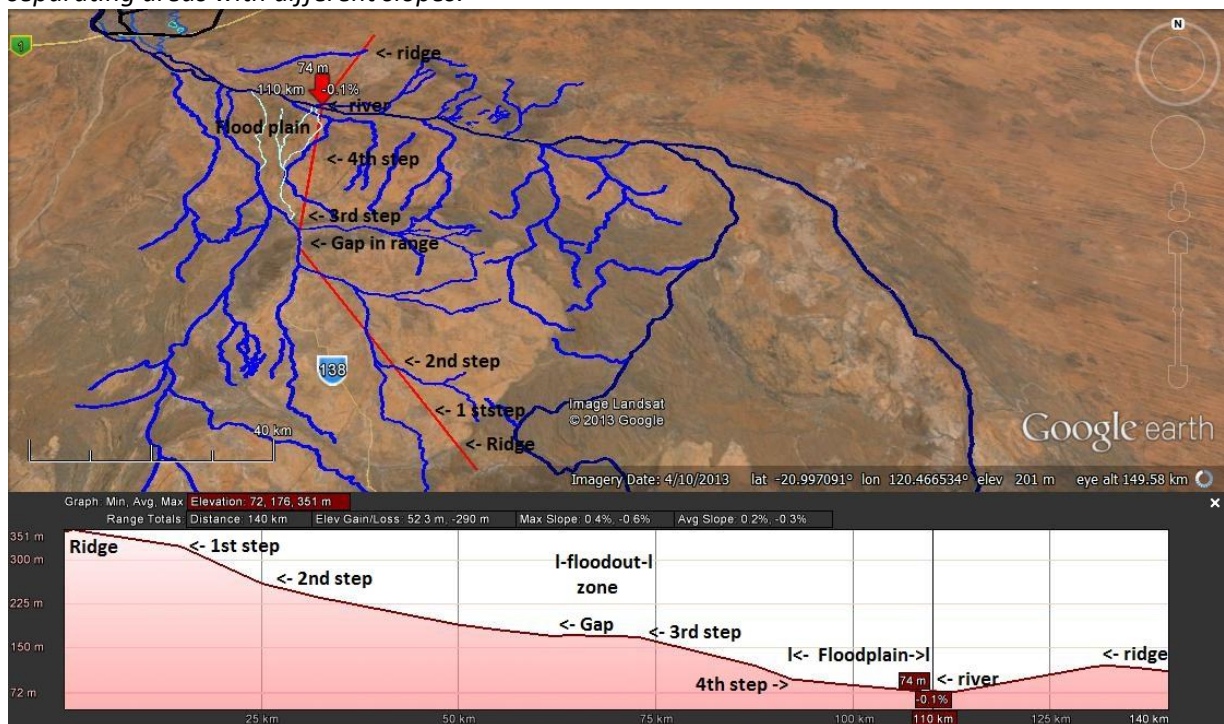 separating areas with different slopes.
N
1
<- ridge
74 m
110 km -0.1%
<- river
Flood plain
<- 4th step
<- 3rd step
<- Gap in range
138
<- 2nd step
<- 1 ststep
<- Ridge
40 km
Image Landsat
© 2013 Google
Google earth
Imagery Date: 4/10/2013 lat -20.997091° lon 120.466534° elev 201 m eye alt 149.58 km
Graph: Min, Avg, Max Elevation: 72, 176, 351 m
Range Totals: Distance: 140 km Elev Gain/Loss: 52.3 m, -290 m Max Slope: 0.4%, -0.6% Avg Slope: 0.2%, -0.3%
351 m
Ridge
<- 1st step
300 m
<- 2nd step
l-floodout-l
zone
225 m
<- Gap
<- 3rd step
150 m
l<- Floodplain->l
<- ridge
4th step ->
74 m
<- river
-0.1%
72 m
25 km 50 km 75 km 100 km 110 km 125 km 140 km